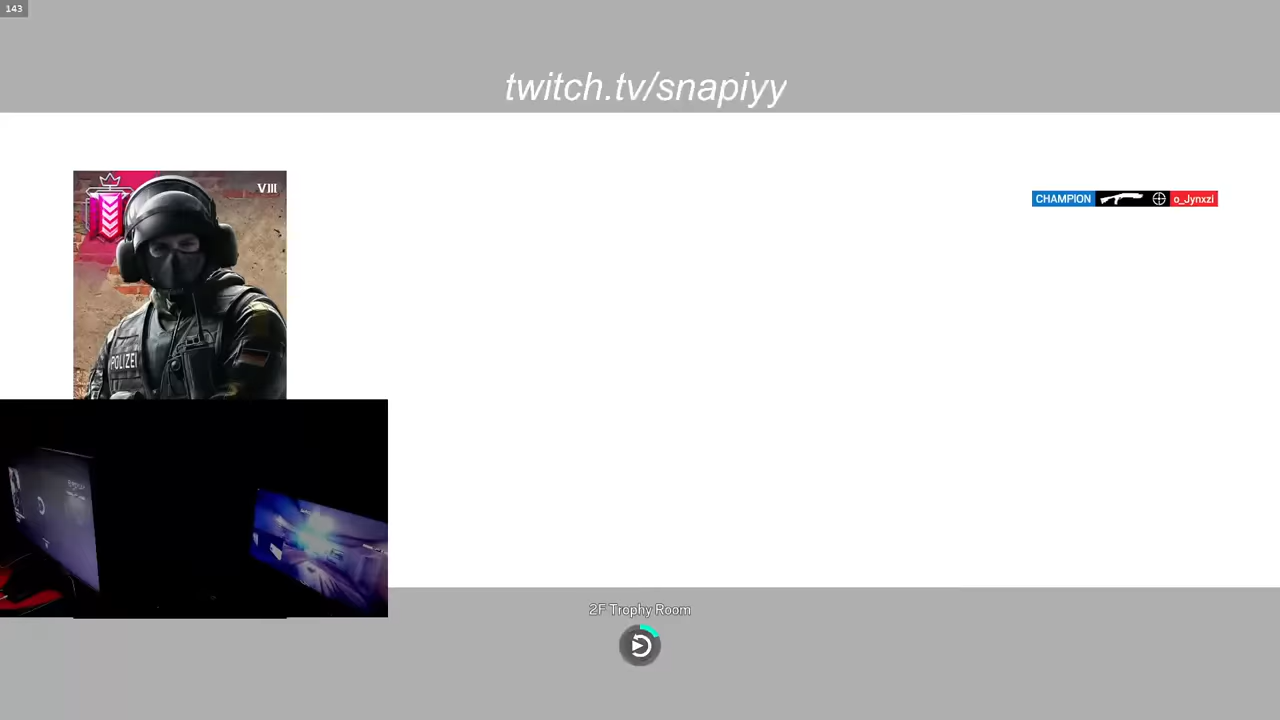 143
twitch.tv/snapiyy
VIII
CHAMPION o_Jynxzi
POLIZEI
2F Trophy Room